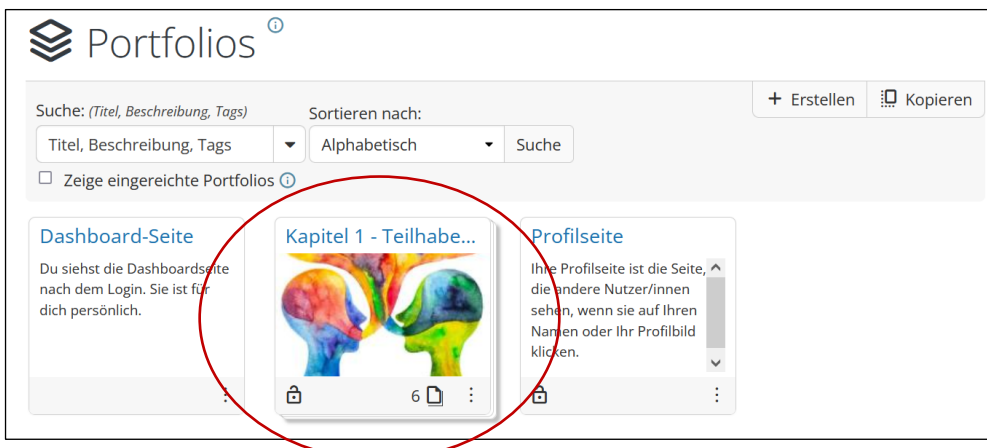 Portfolios
+ Erstellen
Kopieren
Suche: (Titel, Beschreibung, Tags)
Sortieren nach:
Titel, Beschreibung, Tags
Alphabetisch
Suche
Zeige eingereichte Portfolios
Dashboard-Seite
Du siehst die Dashboardseite
nach dem Login. Sie ist für
dich persönlich.
Kapitel 1 - Teilhabe...
6
Profilseite
Ihre Profilseite ist die Seite,
die andere Nutzer/innen
sehen, wenn sie auf Ihren
Namen oder Ihr Profilbild
klicken.